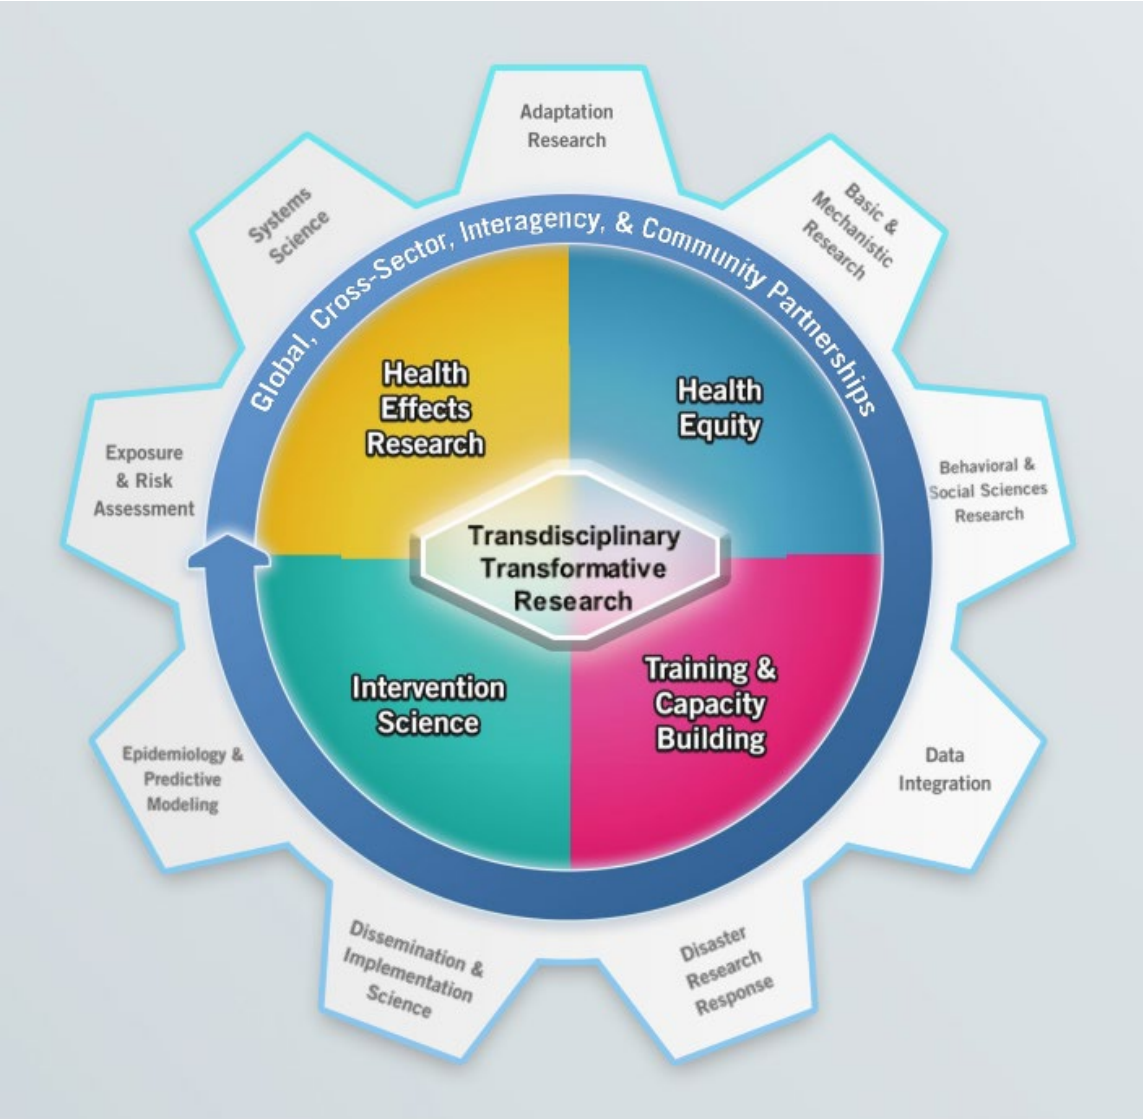 Adaptation
Research
Basic &
Mechanistic
Research
Behavioral &
Social Sciences
Research
Data
Integration
Disaster
Research
Response
Dissemination &
Implementation
Science
Epidemiology &
Predictive
Modeling
Exposure
& Risk
Assessment
Systems
Science
Global, Cross-Sector, Interagency, & Community Partnerships
Health
Effects
Research
Health
Equity
Transdisciplinary
Transformative
Research
Intervention
Science
Training &
Capacity
Building